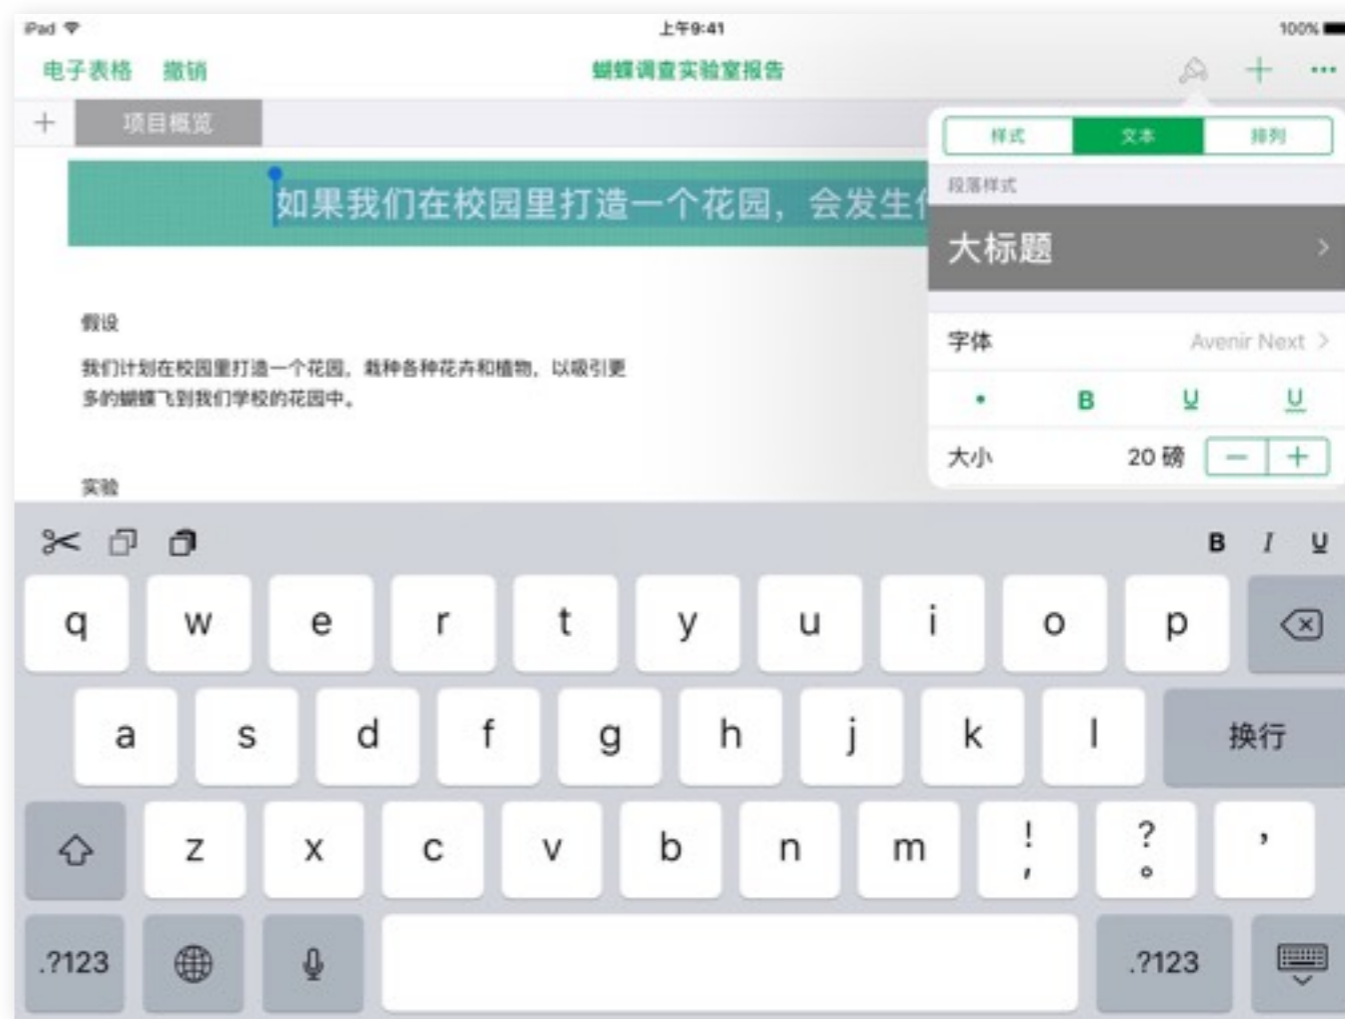 iPad 上午9:41 100%
电子表格 撤销 蝴蝶调查实验室报告
项目概览
样式 文本 排列
段落样式
如果我们在校园里打造一个花园，会发生
大标题
假设
字体 Avenir Next
我们计划在校园里打造一个花园，栽种各种花卉和植物，以吸引更
多的蝴蝶飞到我们学校的花园中。
B U U
大小 20 磅
实验
B I U
q w e r t y u i o p
a s d f g h j k l 换行
z x c v b n m ! , ? 。 ,
.?123 .?123